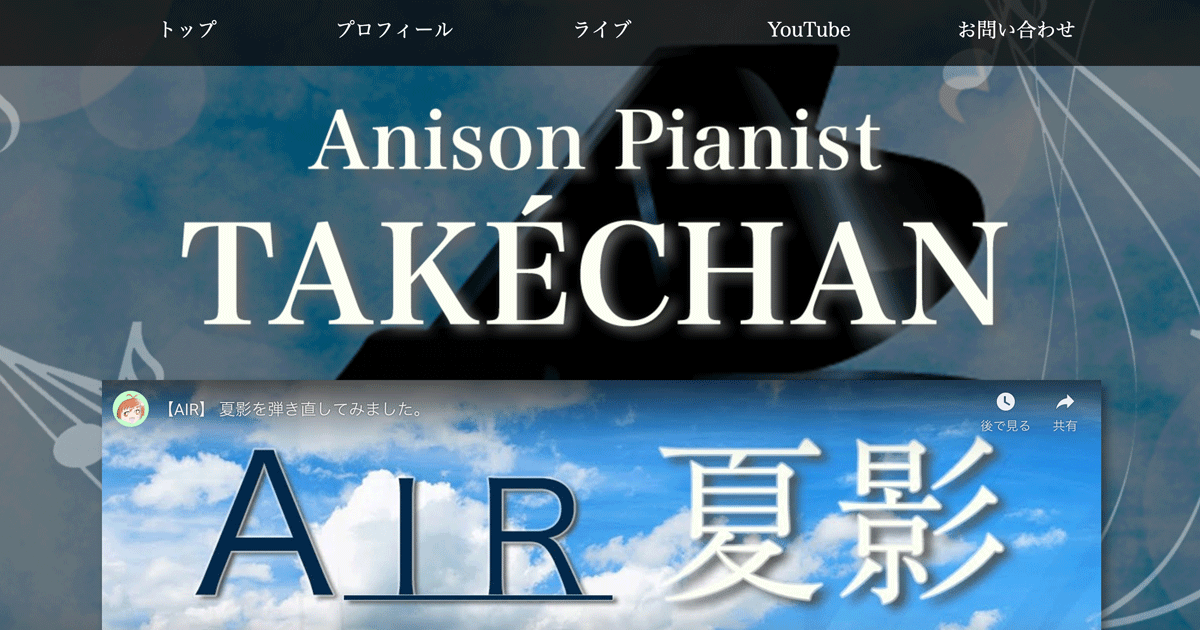 トップ プロフィール ライブ YouTube お問い合わせ
Anison Pianist
TAKÉCHAN
【AIR】 夏影を弾き直してみました。
後で見る 共有
AIR 夏影